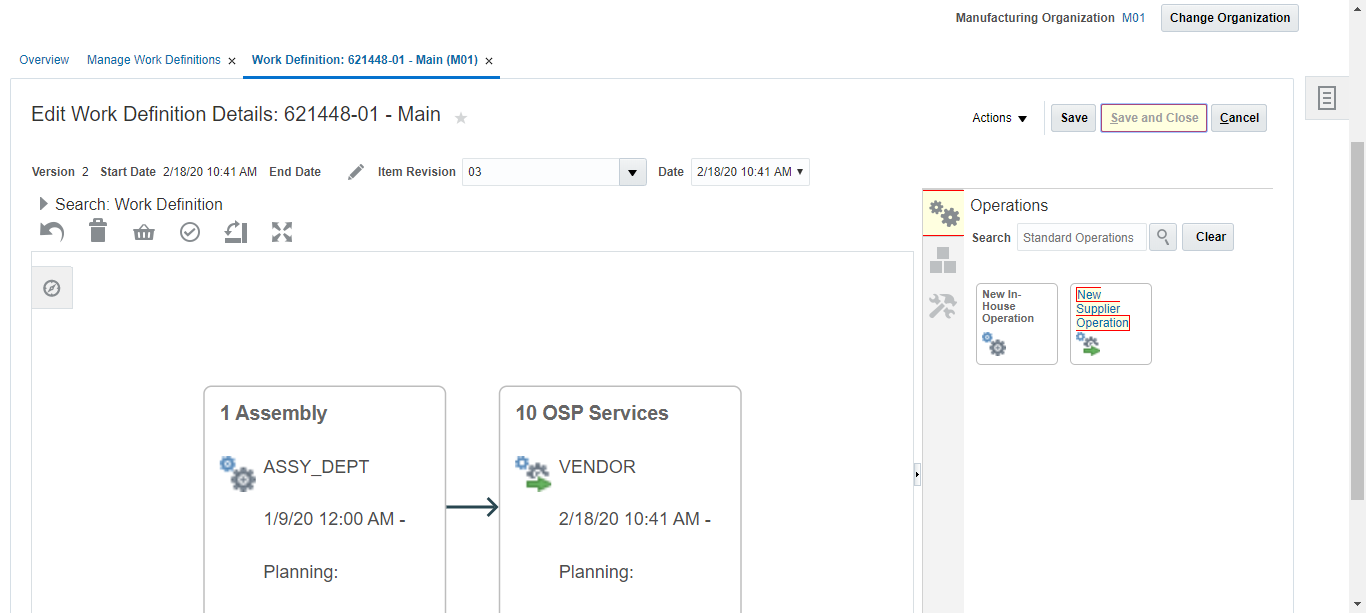 Manufacturing Organization M01 Change Organization
Overview Manage Work Definitions × Work Definition: 621448-01 - Main (M01) ×
Edit Work Definition Details: 621448-01 - Main
Actions Save Save and Close Cancel
Version 2 Start Date 2/18/20 10:41 AM End Date Item Revision 03 Date 2/18/20 10:41 AM
Search: Work Definition
Operations
Search Standard Operations Clear
New In-
House
Operation
New
Supplier
Operation
1 Assembly
ASSY_DEPT
1/9/20 12:00 AM -
Planning:
10 OSP Services
VENDOR
2/18/20 10:41 AM -
Planning: